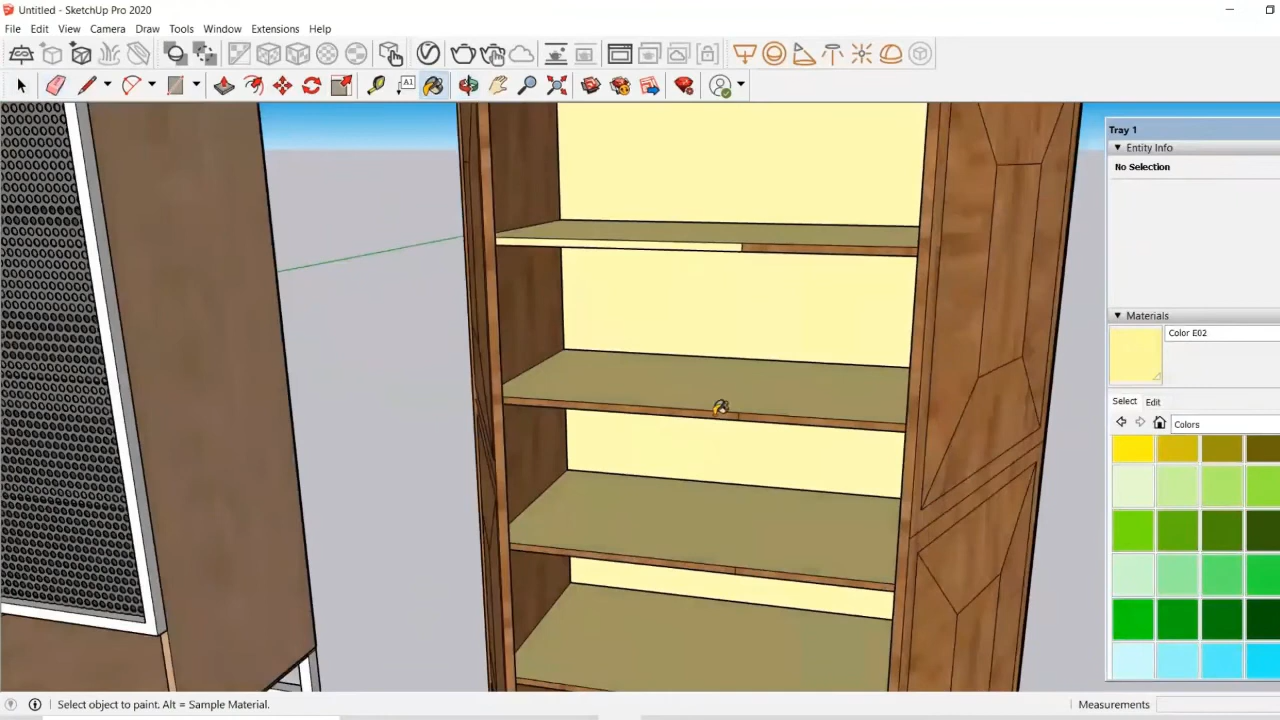 Untitled - SketchUp Pro 2020
File Edit View Camera Draw Tools Window Extensions Help
A1
Tray 1
Entity Info
No Selection
Materials
Color E02
Select Edit
Colors
Select object to paint. Alt = Sample Material.
Measurements